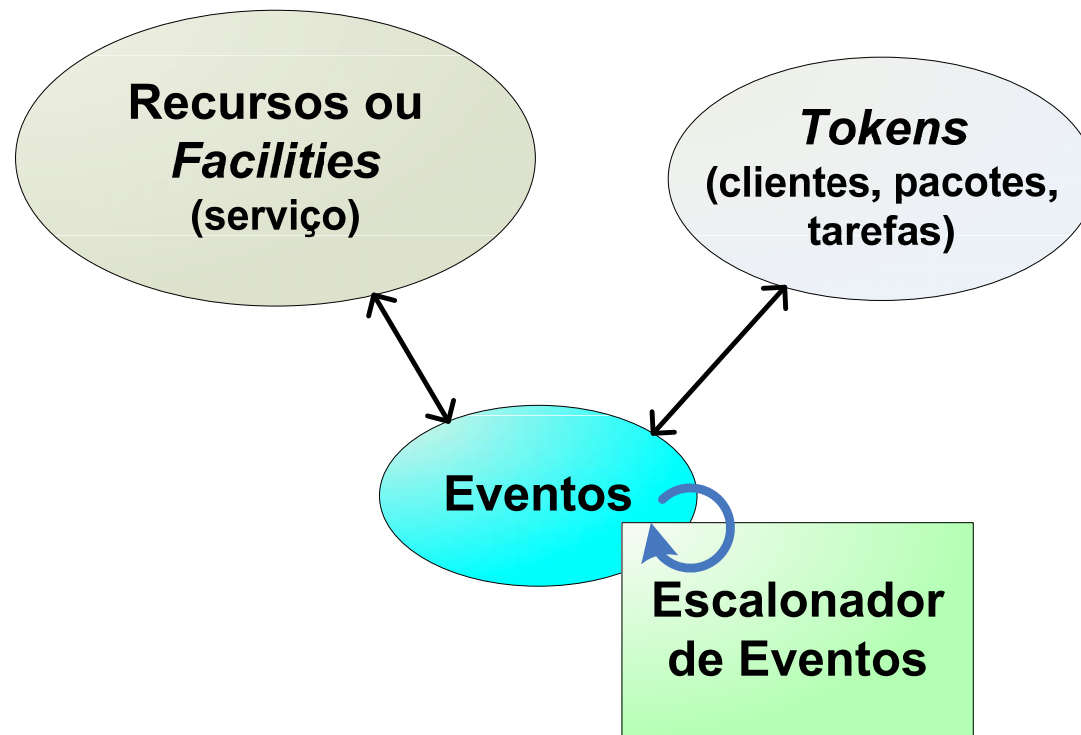 Recursos ou
Facilities
(serviço)
Tokens
(clientes, pacotes,
tarefas)
Eventos
Escalonador
de Eventos